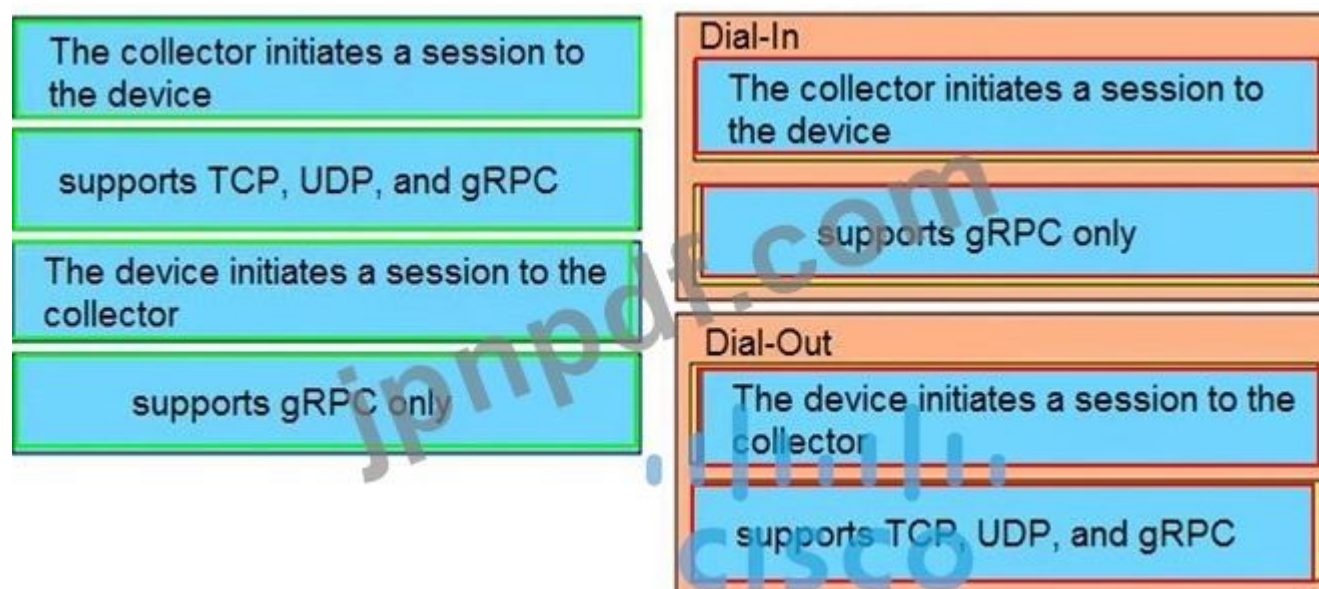 The collector initiates a session to
the device
supports TCP, UDP, and gRPC
The device initiates a session to the
collector
supports gRPC only
Dial-In
The collector initiates a session to
the device
supports gRPC only
Dial-Out
The device initiates a session to the
collector
supports TCP, UDP, and gRPC
jpnpdf.com
CISCO